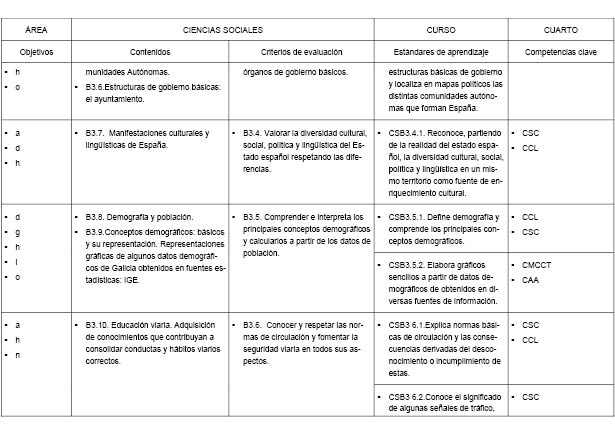 ÁREA CIENCIAS SOCIALES CURSO CUARTO
Objetivos Contenidos Criterios de evaluación Estándares de aprendizaje Competencias clave
▪ h
▪ o
munidades Autónomas.
▪ B3.6.Estructuras de gobierno básicas:
el ayuntamiento.
órganos de gobierno básicos.
estructuras básicas de gobierno
y localiza en mapas políticos las
distintas comunidades autóno-
mas que forman España.
▪ a
▪ d
▪ h
▪ B3.7. Manifestaciones culturales y
lingüísticas de España.
▪ B3.4. Valorar la diversidad cultural,
social, política y lingüística del Es-
tado español respetando las dife-
rencias.
▪ CSB3.4.1. Reconoce, partiendo
de la realidad del estado espa-
ñol, la diversidad cultural, social,
política y lingüística en un mis-
mo territorio como fuente de en-
riquecimiento cultural.
▪ CSC
▪ CCL
▪ d
▪ g
▪ h
▪ l
▪ o
▪ B3.8. Demografía y población.
▪ B3.9.Conceptos demográficos: básicos
y su representación. Representaciones
gráficas de algunos datos demográfi-
cos de Galicia obtenidos en fuentes es-
tadísticas: IGE.
▪ B3.5. Comprender e interpreta los
principales conceptos demográficos
y calcularlos a partir de los datos de
población.
▪ CSB3.5.1. Define demografía y
comprende los principales con-
ceptos demográficos.
▪ CCL
▪ CSC
▪ CSB3.5.2. Elabora gráficos
sencillos a partir de datos de-
mográficos de obtenidos en di-
versas fuentes de información.
▪ CMCCT
▪ CAA
▪ a
▪ h
▪ n
▪ B3.10. Educación viaria. Adquisición
de conocimientos que contribuyan a
consolidar conductas y hábitos viarios
correctos.
▪ B3.6. Conocer y respetar las nor-
mas de circulación y fomentar la
seguridad viaria en todos sus as-
pectos.
▪ CSB3 6.1.Explica normas bási-
cas de circulación y las conse-
cuencias derivadas del desco-
nocimiento o incumplimiento de
estas.
▪ CSC
▪ CCL
▪ CSB3 6.2.Conoce el significado
de algunas señales de tráfico,
▪ CSC